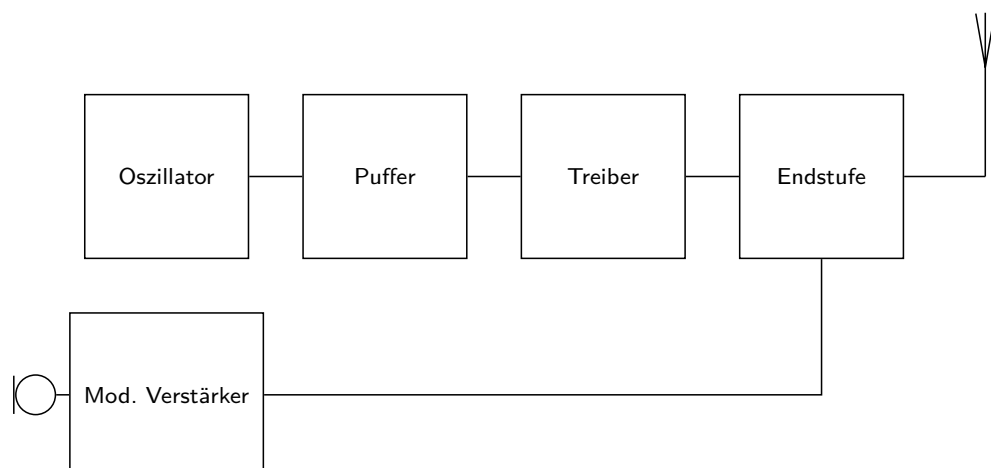 Oszillator
Puffer
Treiber
Endstufe
Mod. Verstärker